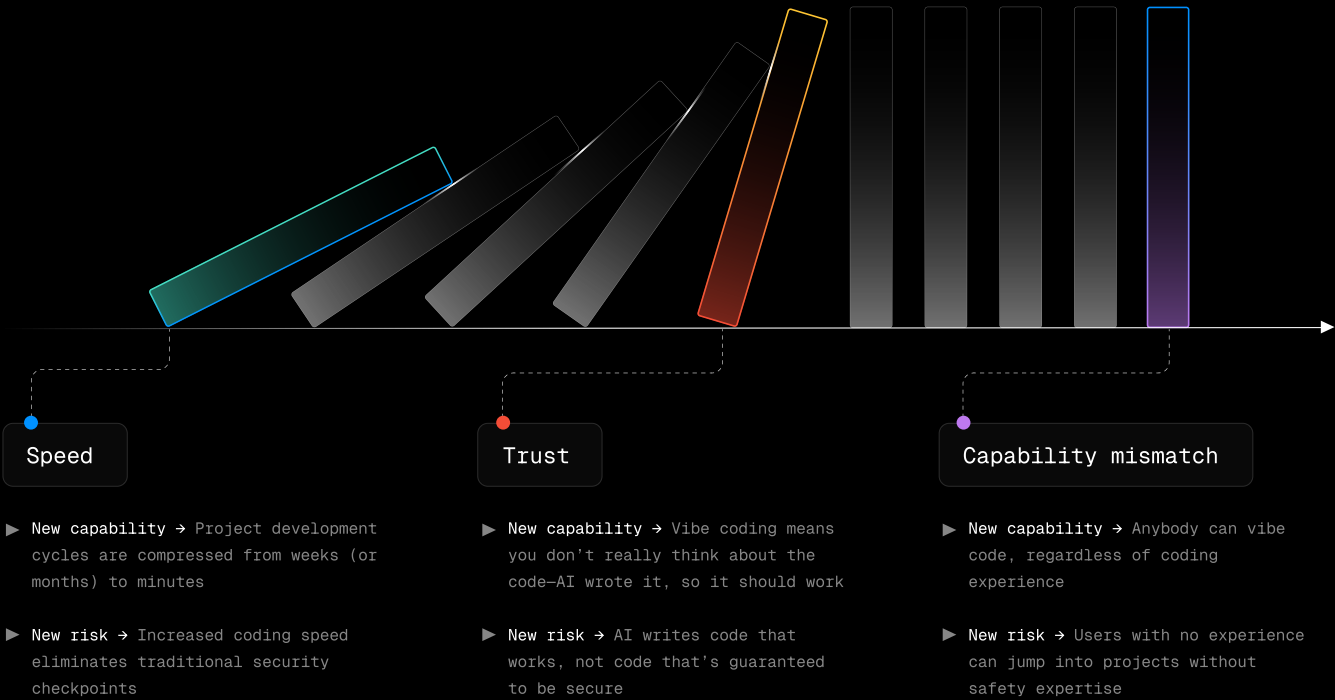 Speed
New capability → Project development
cycles are compressed from weeks (or
months) to minutes
New risk → Increased coding speed
eliminates traditional security
checkpoints
Trust
New capability → Vibe coding means
you don't really think about the
code—AI wrote it, so it should work
New risk → AI writes code that
works, not code that's guaranteed
to be secure
Capability mismatch
New capability → Anybody can vibe
code, regardless of coding
experience
New risk → Users with no experience
can jump into projects without
safety expertise